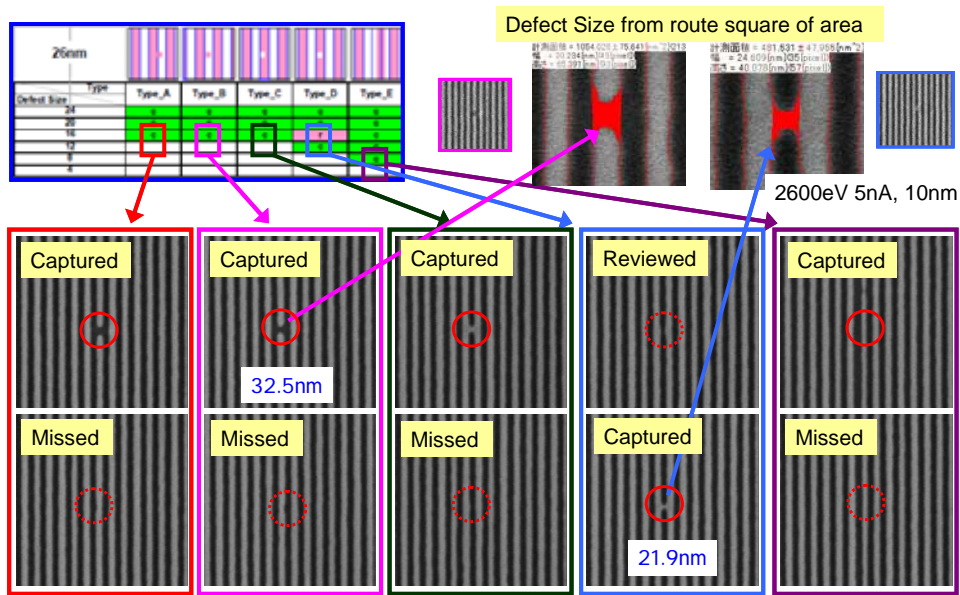 Defect Size from route square of area
26nm
Type
Defect Size
Type_A Type_B Type_C Type_D Type_E
24
20
16
12
8
4
2600eV 5nA, 10nm
Captured
Captured
Captured
Reviewed
Captured
32.5nm
Missed
Missed
Missed
Captured
Missed
21.9nm